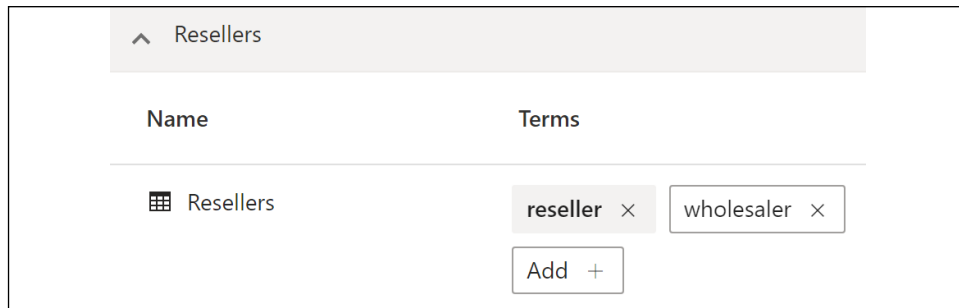 Resellers
Name Terms
Resellers reseller × wholesaler ×
Add +